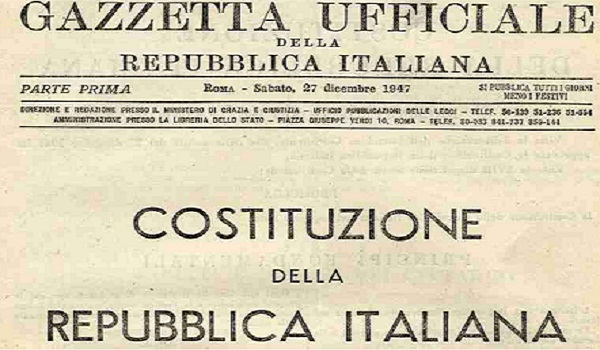 GAZZETTA UFFICIALE
DELLA
REPUBBLICA ITALIANA
PARTE PRIMA
ROMA - Sabato, 27 dicembre 1947
SI PUBBLICA TUTTI I GIORNI
MENO I FESTIVI
DIREZIONE E REDAZIONE PRESSO IL MINISTERO DI GRAZIA E GIUSTIZIA - UFFICIO PUBBLICAZIONI DELLE LEGGI - TELEF. 50-139 51-236 51-554
AMMINISTRAZIONE PRESSO LA LIBRERIA DELLO STATO - PIAZZA GIUSEPPE VERDI 10, ROMA - TELEF. 80-033 841-737 850-144
COSTITUZIONE
DELLA
REPUBBLICA ITALIANA